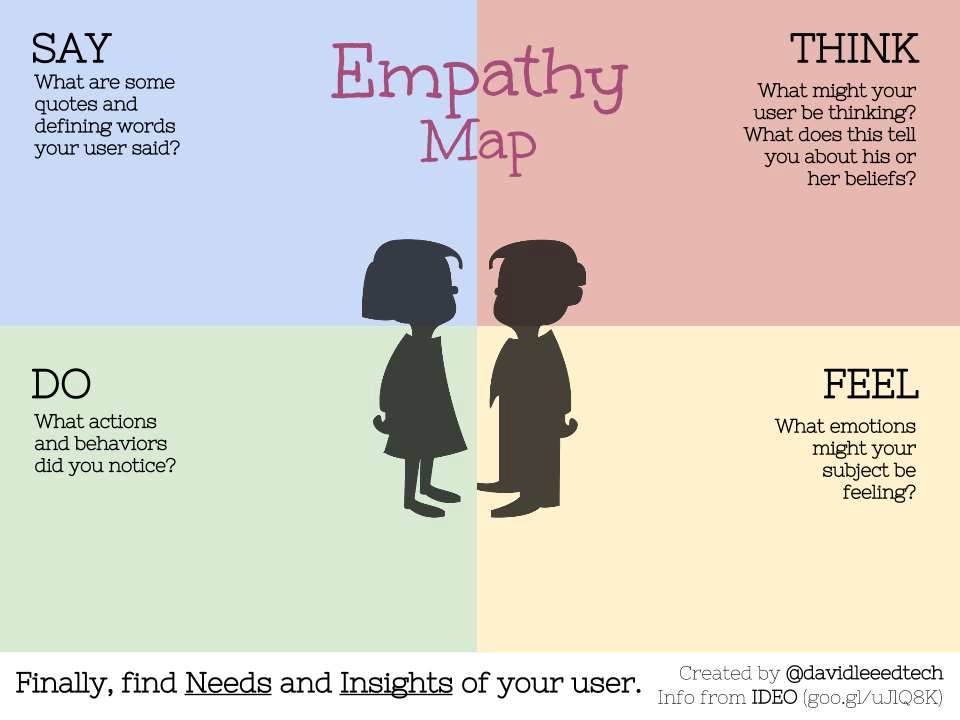 SAY
What are some
quotes and
defining words
your user said?
Empathy
Map
THINK
What might your
user be thinking?
What does this tell
you about his or
her beliefs?
DO
What actions
and behaviors
did you notice?
FEEL
What emotions
might your
subject be
feeling?
Finally, find Needs and Insights of your user.
Created by @davidleeedtech
Info from IDEO (goo.gl/uJlQ8K)